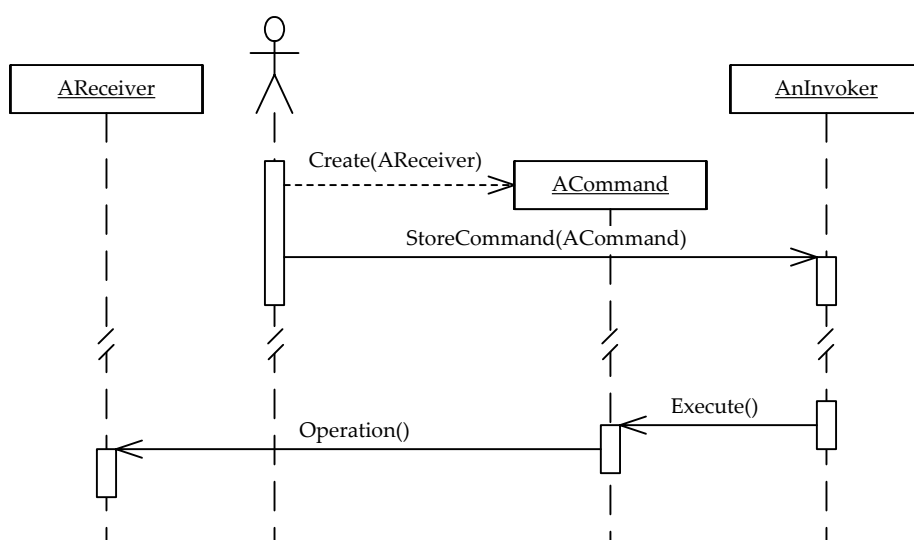 AReceiver
AnInvoker
Create(AReceiver)
ACommand
StoreCommand(ACommand)
Execute()
Operation()